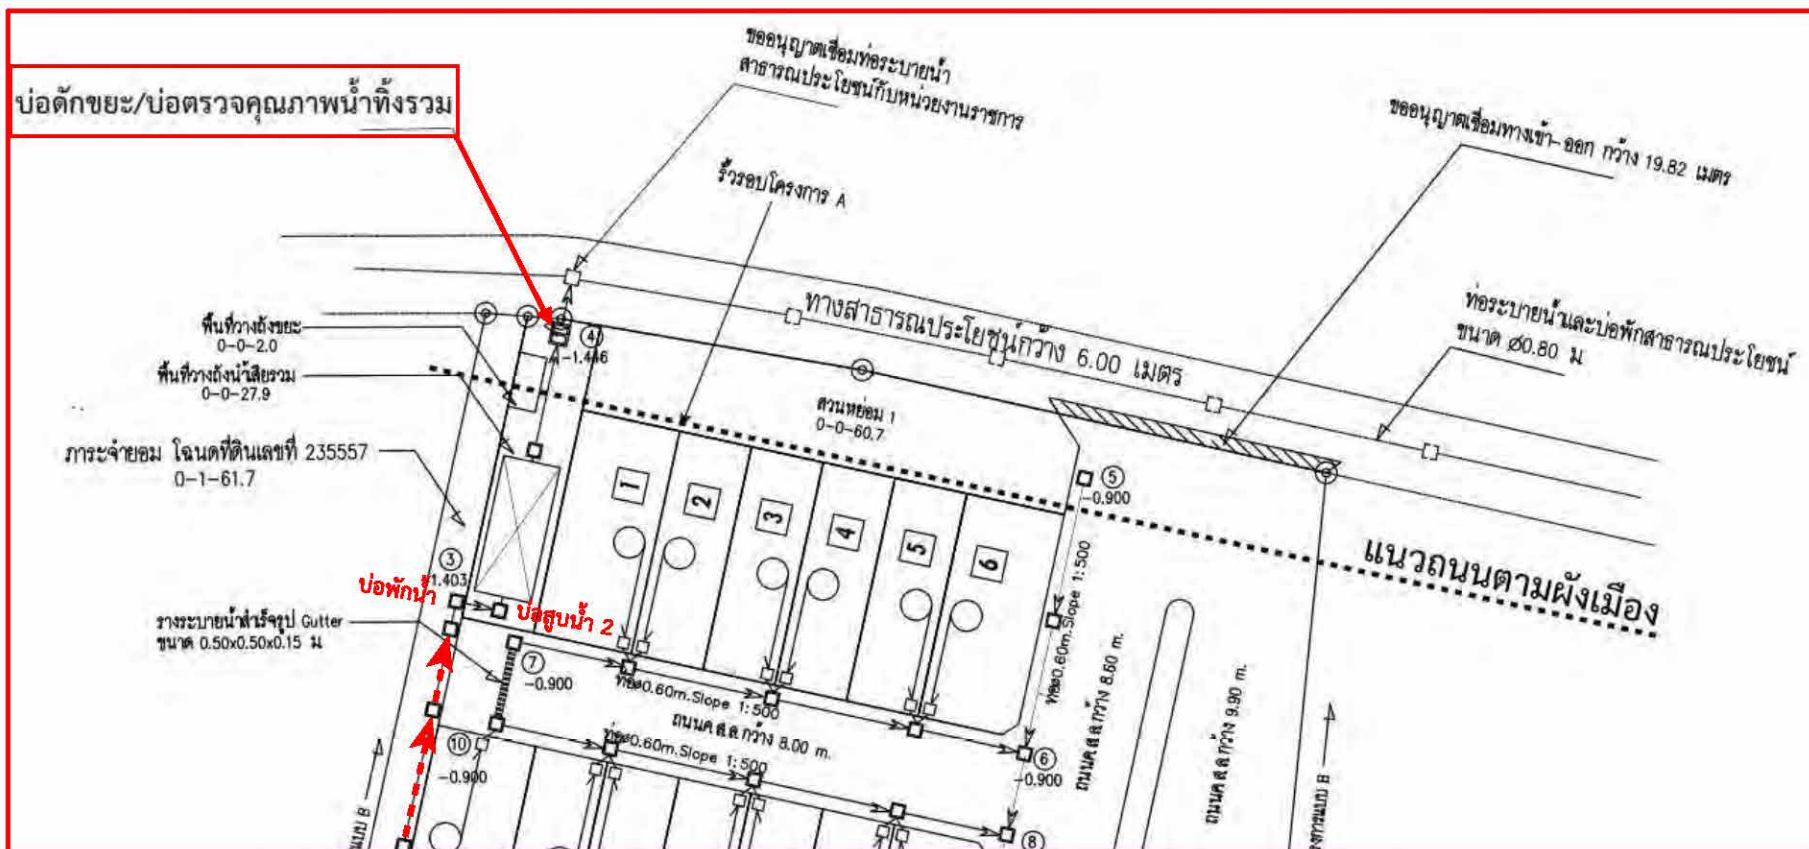 บ่อดักขยะ/บ่อตรวจคุณภาพน้ำทิ้งรวม
ขออนุญาตเชื่อมท่อระบายน้ำ
สาธารณประโยชน์กับหน่วยงานราชการ
ขออนุญาตเชื่อมทางเข้า-ออก กว้าง 19.82 เมตร
รั้วรอบโครงการ A
ทางสาธารณประโยชน์กว้าง 6.00 เมตร
ท่อระบายน้ำและบ่อพักสาธารณประโยชน์
ขนาด ø0.80 ม.
พื้นที่วางถังขยะ
0-0-2.0
พื้นที่วางถังน้ำเสียรวม
0-0-27.9
ภาระจำยอม โฉนดที่ดินเลขที่ 235557
0-1-61.7
4
-1.446
สวนหย่อม 1
0-0-60.7
5
-0.900
1
2
3
4
5
6
แนวถนนตามผังเมือง
3
-1.403
บ่อพักน้ำ
บ่อสูบน้ำ 2
รางระบายน้ำสำเร็จรูป Gutter
ขนาด 0.50x0.50x0.15 ม.
7
-0.900
ท่อø0.60m.Slope 1:500
ถนนค.ส.ล.กว้าง 8.00 m.
ท่อø0.60m.Slope 1:500
10
-0.900
6
-0.900
8
ท่อø0.60m.Slope 1:500
ถนนค.ส.ล.กว้าง 8.60 m.
ถนนค.ส.ล.กว้าง 9.90 m.
B
B